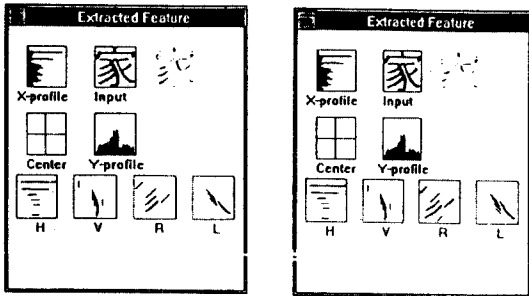 Extracted Feature
X-profile Input
家
Center Y-profile
H V R L
Extracted Feature
X-profile Input
家
Center Y-profile
H V R L